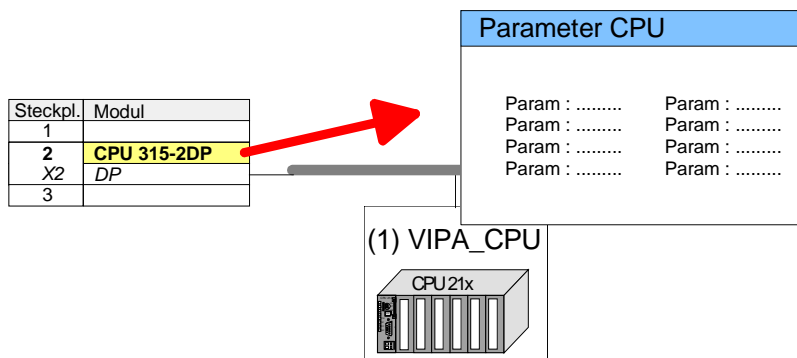 Parameter CPU
Param : ......... Param : .........
Param : ......... Param : .........
Param : ......... Param : .........
Param : ......... Param : .........
Steckpl. Modul
1
2 CPU 315-2DP
X2 DP
3
(1) VIPA_CPU
CPU 21x